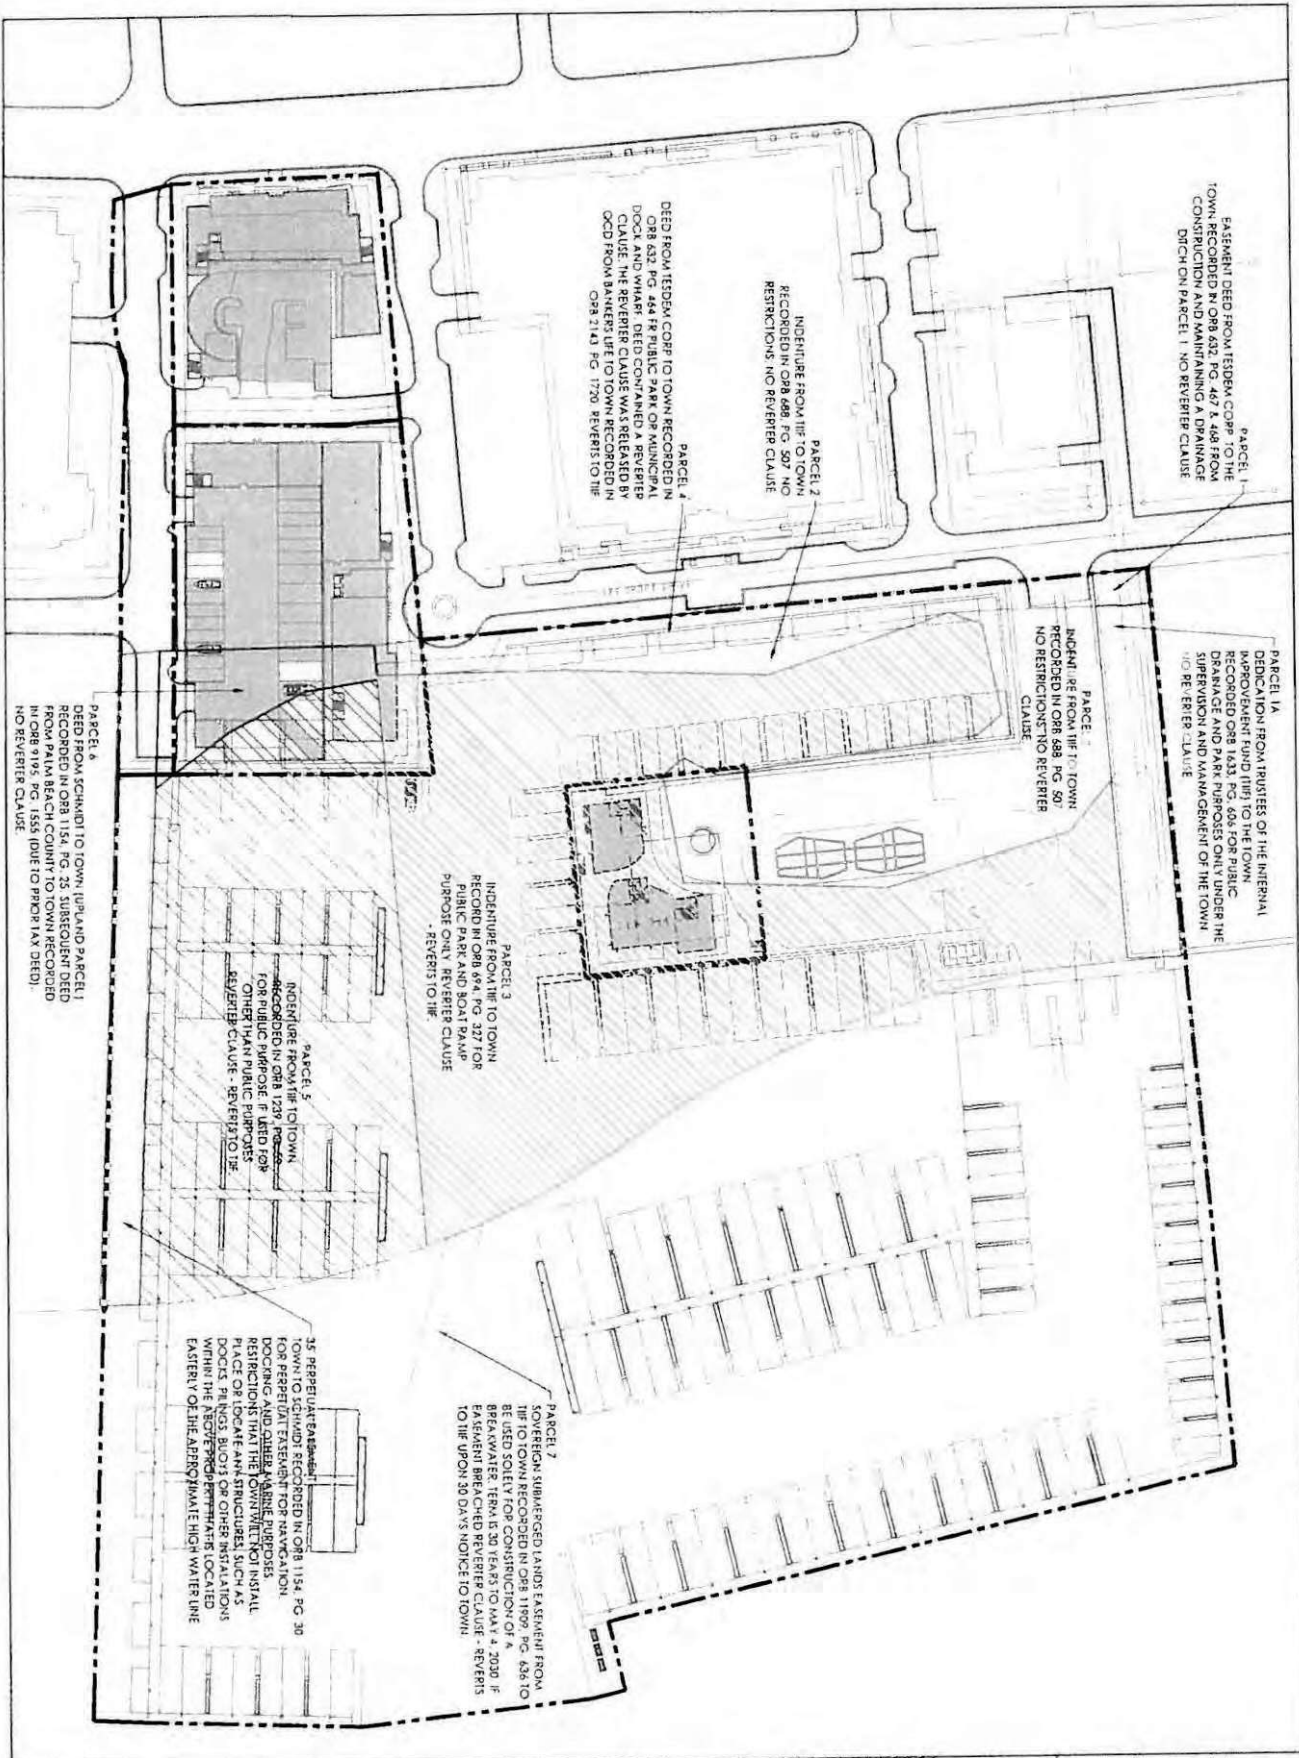 PARCEL 1
EASEMENT DEED FROM TESDEM CORP TO THE
TOWN RECORDED IN ORB 632, PG. 467 & 468 FROM
CONSTRUCTION AND MAINTAINING A DRAINAGE
DITCH ON PARCEL 1. NO REVERTER CLAUSE
PARCEL 1A
DEDICATION FROM TRUSTEES OF THE INTERNAL
IMPROVEMENT FUND (TIIF) TO THE TOWN
RECORDED ORB 1633, PG. 606 FOR PUBLIC
DRAINAGE AND PARK PURPOSES ONLY UNDER THE
SUPERVISION AND MANAGEMENT OF THE TOWN
NO REVERTER CLAUSE
PARCEL 2
INDENTURE FROM TIIF TO TOWN
RECORDED IN ORB 688, PG 507 NO
RESTRICTIONS. NO REVERTER CLAUSE
PARCEL
INDENTURE FROM TIIF TO TOWN
RECORDED IN ORB 688 PG 507
NO RESTRICTIONS NO REVERTER
CLAUSE
PARCEL 4
DEED FROM TESDEM CORP TO TOWN RECORDED IN
ORB 632, PG. 464 FR PUBLIC PARK OR MUNICIPAL
DOCK AND WHARF. DEED CONTAINED A REVERTER
CLAUSE. THE REVERTER CLAUSE WAS RELEASED BY
QCD FROM BANKERS LIFE TO TOWN RECORDED IN
ORB 2143 PG 1720 REVERTS TO TIIF
PARCEL 3
INDENTURE FROM TIIF TO TOWN
RECORD IN ORB 694, PG. 327 FOR
PUBLIC PARK AND BOAT RAMP
PURPOSE ONLY. REVERTER CLAUSE
- REVERTS TO TIIF.
PARCEL 7
SOVEREIGN SUBMERGED LANDS EASEMENT FROM
TIIF TO TOWN RECORDED IN ORB 11909, PG. 636 TO
BE USED SOLELY FOR CONSTRUCTION OF A
BREAKWATER. TERM IS 30 YEARS TO MAY 4, 2030 IF
EASEMENT BREACHED REVERTER CLAUSE - REVERTS
TO TIIF UPON 30 DAYS NOTICE TO TOWN.
PARCEL 5
INDENTURE FROM TIIF TO TOWN
RECORDED IN ORB 1239, PG.
FOR PUBLIC PURPOSE. IF USED FOR
OTHER THAN PUBLIC PURPOSES
REVERTER CLAUSE - REVERTS TO TIIF.
35' PERPETUAL EASEMENT
TOWN TO SCHMIDT RECORDED IN ORB 1154, PG 30
FOR PERPETUAL EASEMENT FOR NAVIGATION,
DOCKING AND OTHER MARINE PURPOSES
RESTRICTIONS THAT THE TOWN WILL NOT INSTALL
PLACE OR LOCATE ANY STRUCTURES, SUCH AS
DOCKS, PILINGS, BUOYS OR OTHER INSTALATIONS
WITHIN THE ABOVE PROPERTY THAT IS LOCATED
EASTERLY OF THE APPROXIMATE HIGH WATER LINE
PARCEL 6
DEED FROM SCHMIDT TO TOWN (UPLAND PARCEL)
RECORDED IN ORB 1154, PG. 25 SUBSEQUENT DEED
FROM PALM BEACH COUNTY TO TOWN RECORDED
IN ORB 9195, PG. 1555 (DUE TO PRIOR TAX DEED).
NO REVERTER CLAUSE.